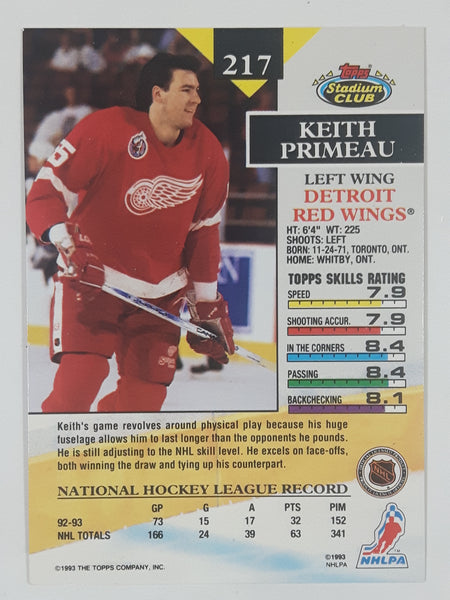 217
Topps
Stadium
CLUB
KEITH
PRIMEAU
LEFT WING
DETROIT
RED WINGS®
HT: 6'4" WT: 225
SHOOTS: LEFT
BORN: 11-24-71, TORONTO, ONT.
HOME: WHITBY, ONT.
TOPPS SKILLS RATING
SPEED 7.9
SHOOTING ACCUR. 7.9
IN THE CORNERS 8.4
PASSING 8.4
BACKCHECKING 8.1
Keith's game revolves around physical play because his huge
fuselage allows him to last longer than the opponents he pounds.
He is still adjusting to the NHL skill level. He excels on face-offs,
both winning the draw and tying up his counterpart.
NATIONAL HOCKEY LEAGUE RECORD
GP G A PTS PIM
92-93 73 15 17 32 152
NHL TOTALS 166 24 39 63 341
NHL
NHLPA™
©1993 THE TOPPS COMPANY, INC.
©1993
NHLPA